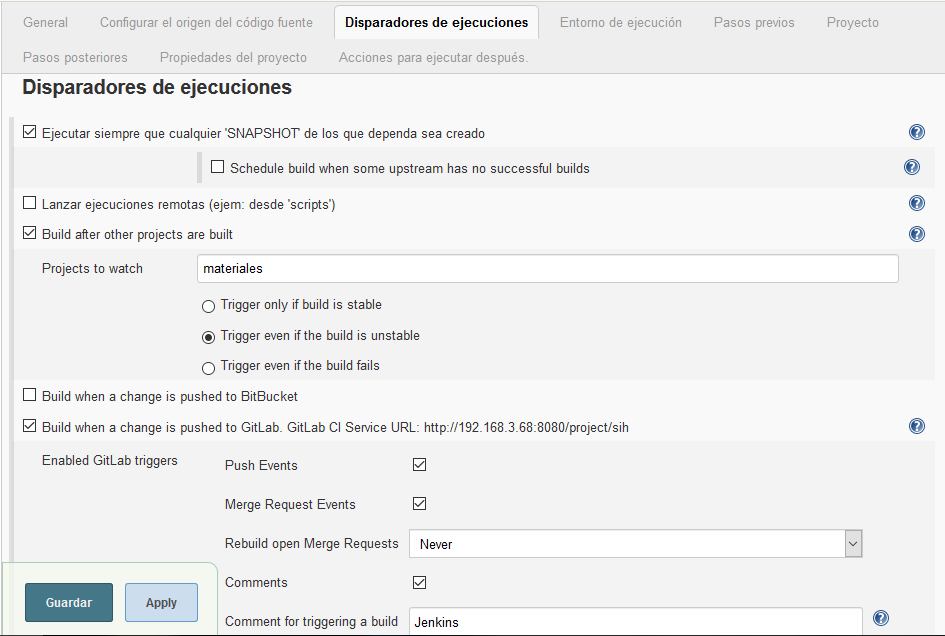 General Configurar el origen del código fuente Disparadores de ejecuciones Entorno de ejecución Pasos previos Proyecto
Pasos posteriores Propiedades del proyecto Acciones para ejecutar después.
Disparadores de ejecuciones
Ejecutar siempre que cualquier 'SNAPSHOT' de los que dependa sea creado ?
Schedule build when some upstream has no successful builds ?
Lanzar ejecuciones remotas (ejem: desde 'scripts') ?
Build after other projects are built ?
Projects to watch materiales
Trigger only if build is stable
Trigger even if the build is unstable
Trigger even if the build fails
Build when a change is pushed to BitBucket
Build when a change is pushed to GitLab. GitLab CI Service URL: http://192.168.3.68:8080/project/sih ?
Enabled GitLab triggers Push Events
Merge Request Events
Rebuild open Merge Requests Never
Comments
Comment for triggering a build Jenkins ?
Guardar Apply